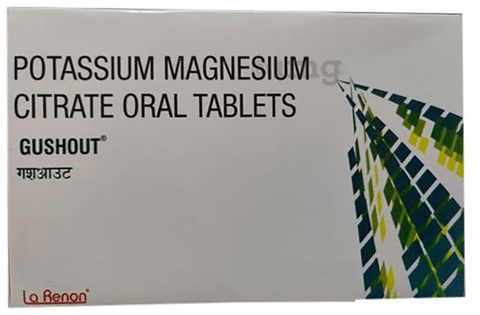 POTASSIUM MAGNESIUM
CITRATE ORAL TABLETS
GUSHOUT®
गशआउट
La Renon®